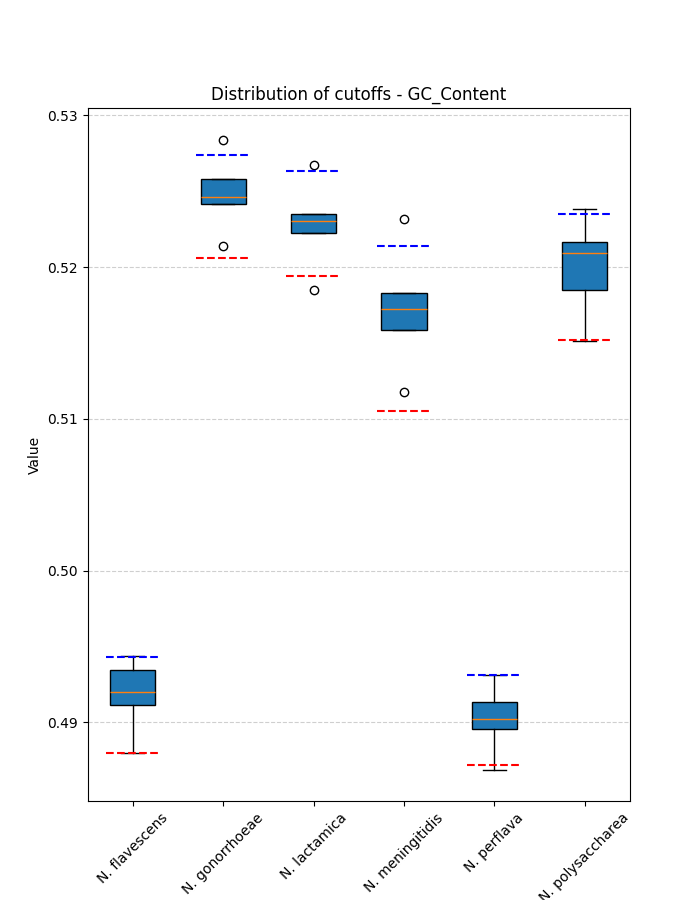 Distribution of cutoffs - GC_Content
0.53
0.52
0.51
0.50
0.49
Value
N. flavescens
N. gonorrhoeae
N. lactamica
N. meningitidis
N. perflava
N. polysaccharea